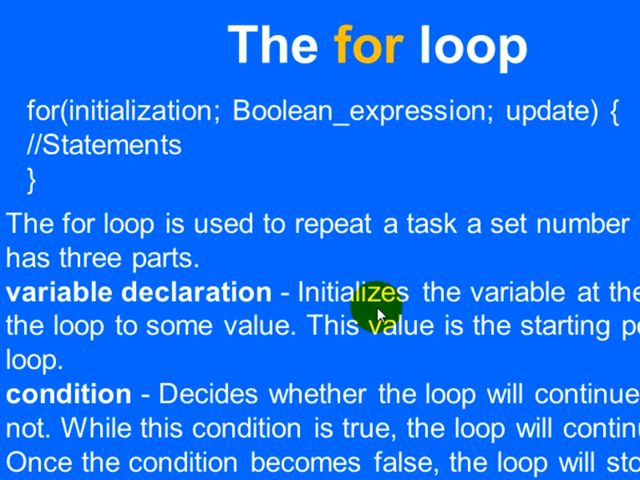 The for loop
for(initialization; Boolean_expression; update) {
//Statements
}
The for loop is used to repeat a task a set number
has three parts.
variable declaration - Initializes the variable at the
the loop to some value. This value is the starting
loop.
condition - Decides whether the loop will continue
not. While this condition is true, the loop will
Once the condition becomes false, the loop will